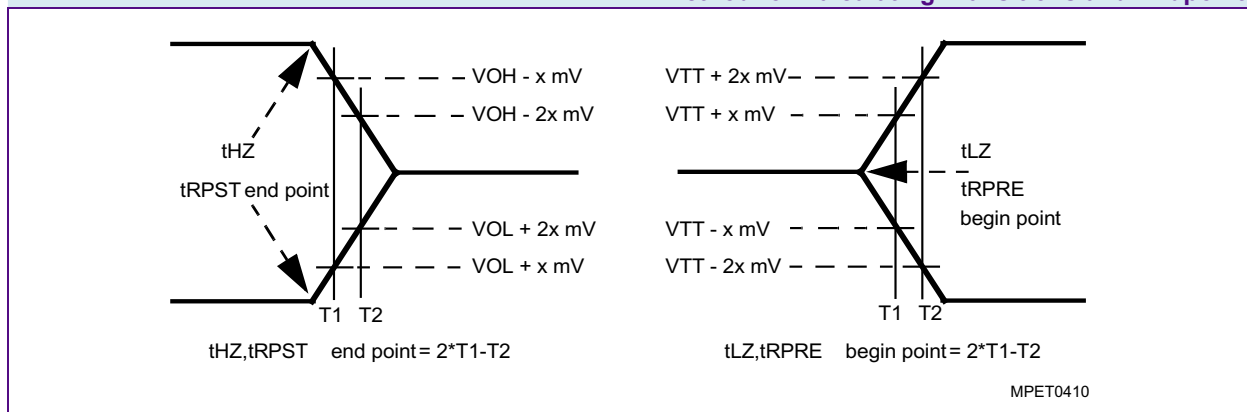 VOH - x mV
VOH - 2x mV
tHZ
tRPST end point
VOL + 2x mV
VOL + x mV
T1 T2
tHZ,tRPST end point = 2*T1-T2
VTT + 2x mV
VTT + x mV
tLZ
tRPRE
begin point
VTT - x mV
VTT - 2x mV
T1 T2
tLZ,tRPRE begin point = 2*T1-T2
MPET0410